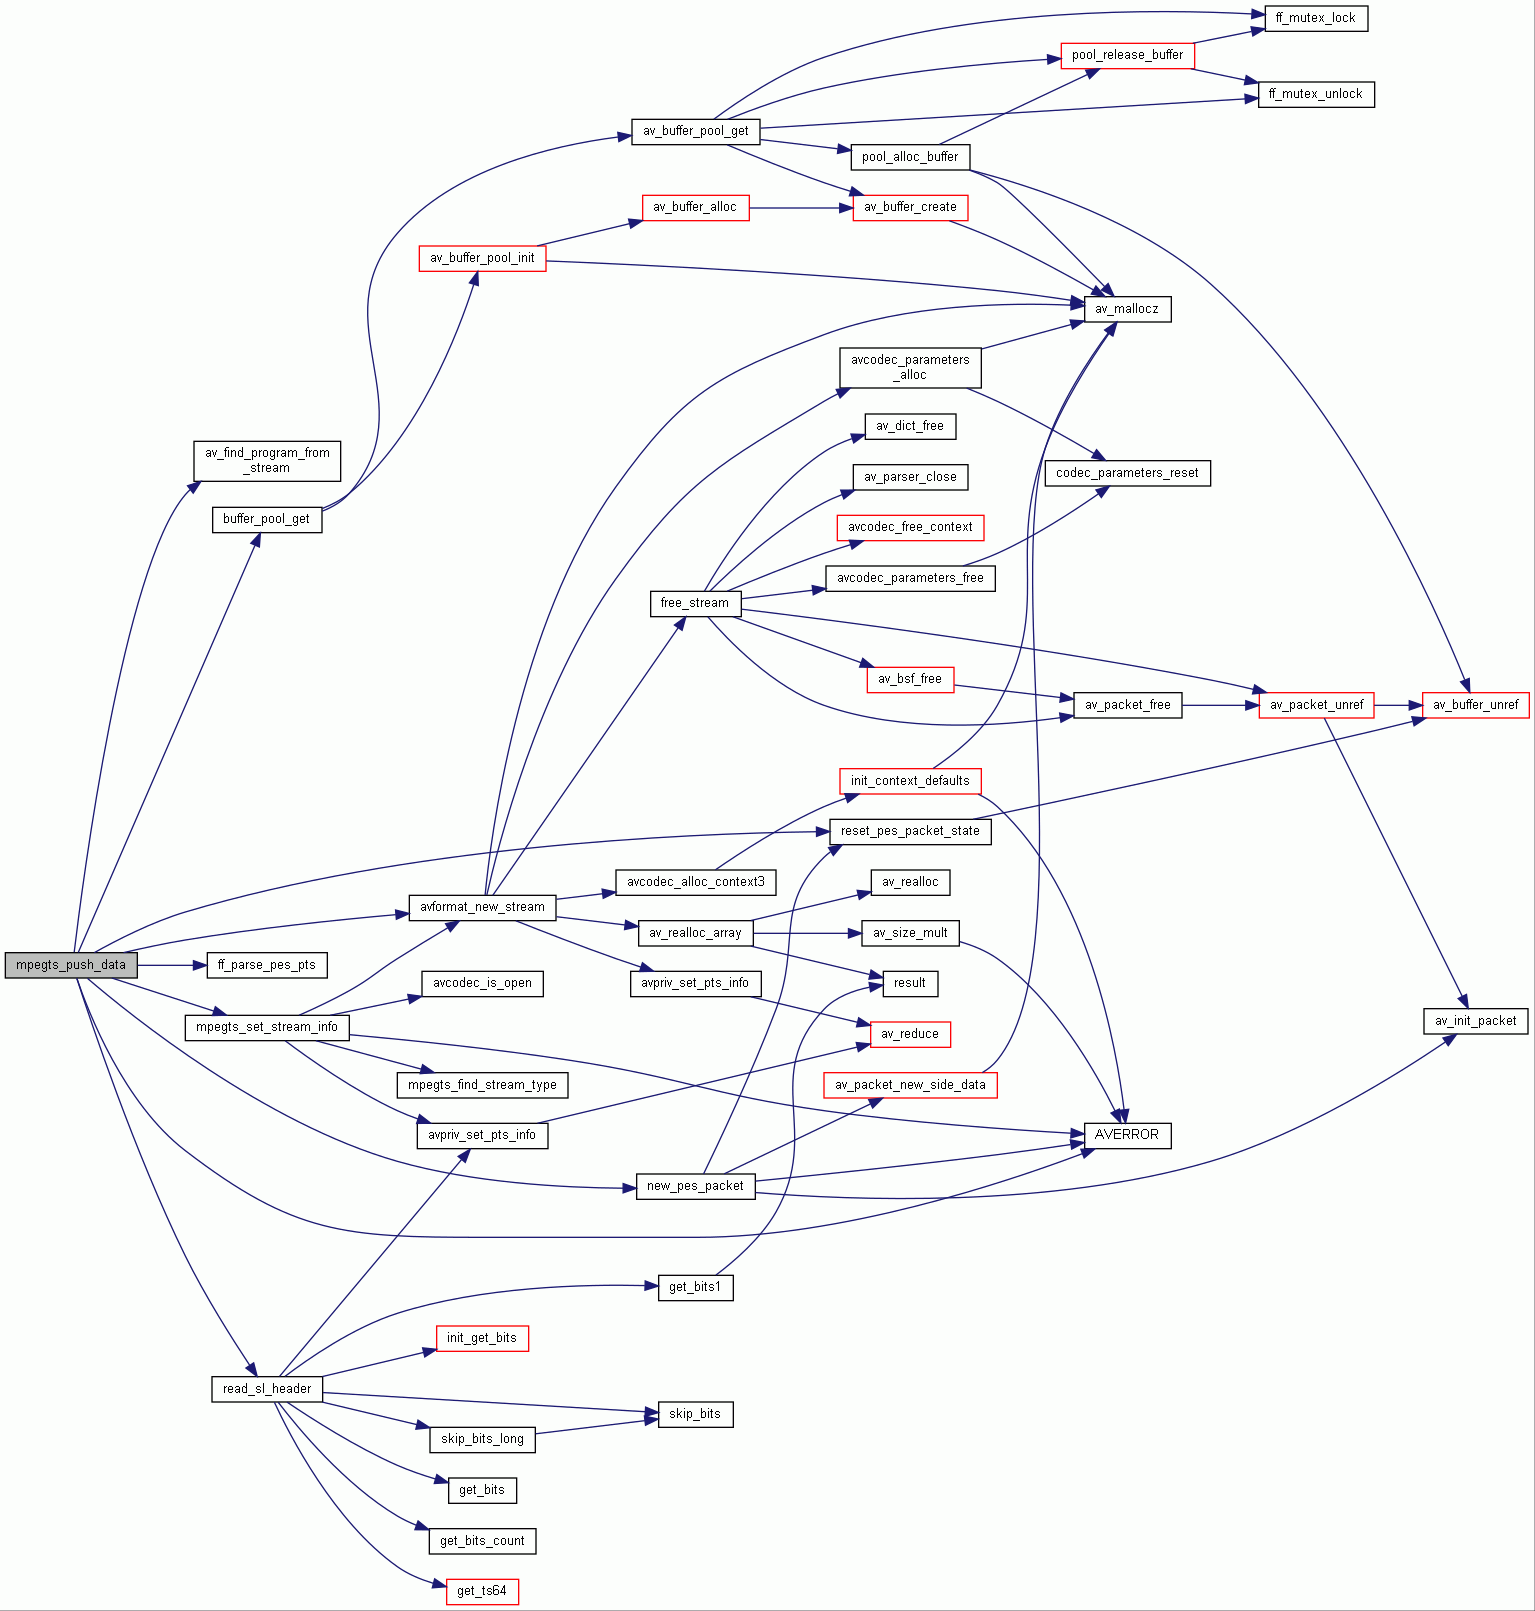 ff_mutex_lock
pool_release_buffer
ff_mutex_unlock
av_buffer_pool_get
pool_alloc_buffer
av_buffer_alloc
av_buffer_create
av_buffer_pool_init
av_mallocz
avcodec_parameters
_alloc
av_dict_free
av_find_program_from
_stream
av_parser_close
codec_parameters_reset
buffer_pool_get
avcodec_free_context
avcodec_parameters_free
free_stream
av_bsf_free
av_packet_free
av_packet_unref
av_buffer_unref
init_context_defaults
reset_pes_packet_state
avcodec_alloc_context3
av_realloc
avformat_new_stream
av_realloc_array
av_size_mult
mpegts_push_data
ff_parse_pes_pts
avcodec_is_open
avpriv_set_pts_info
result
mpegts_set_stream_info
av_reduce
av_init_packet
mpegts_find_stream_type
av_packet_new_side_data
avpriv_set_pts_info
AVERROR
new_pes_packet
get_bits1
init_get_bits
read_sl_header
skip_bits
skip_bits_long
get_bits
get_bits_count
get_ts64